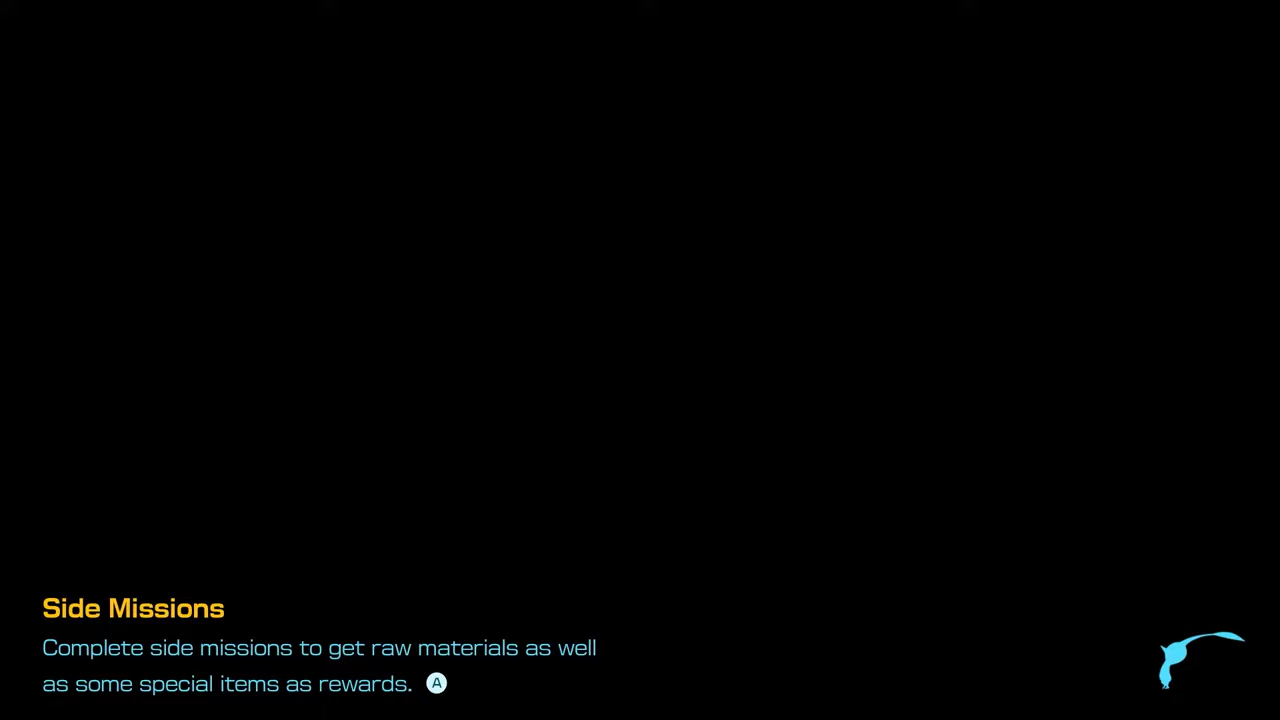 Side Missions
Complete side missions to get raw materials as well
as some special items as rewards. A